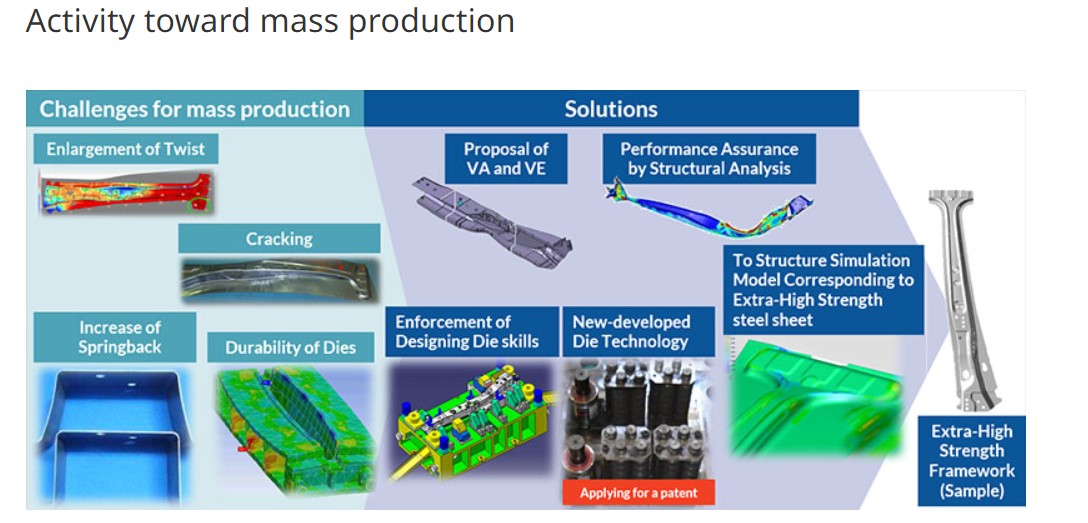 Activity toward mass production
Challenges for mass production
Solutions
Enlargement of Twist
Cracking
Increase of
Springback
Durability of Dies
Proposal of
VA and VE
Performance Assurance
by Structural Analysis
Enforcement of
Designing Die skills
New-developed
Die Technology
Applying for a patent
To Structure Simulation
Model Corresponding to
Extra-High Strength
steel sheet
Extra-High
Strength
Framework
(Sample)